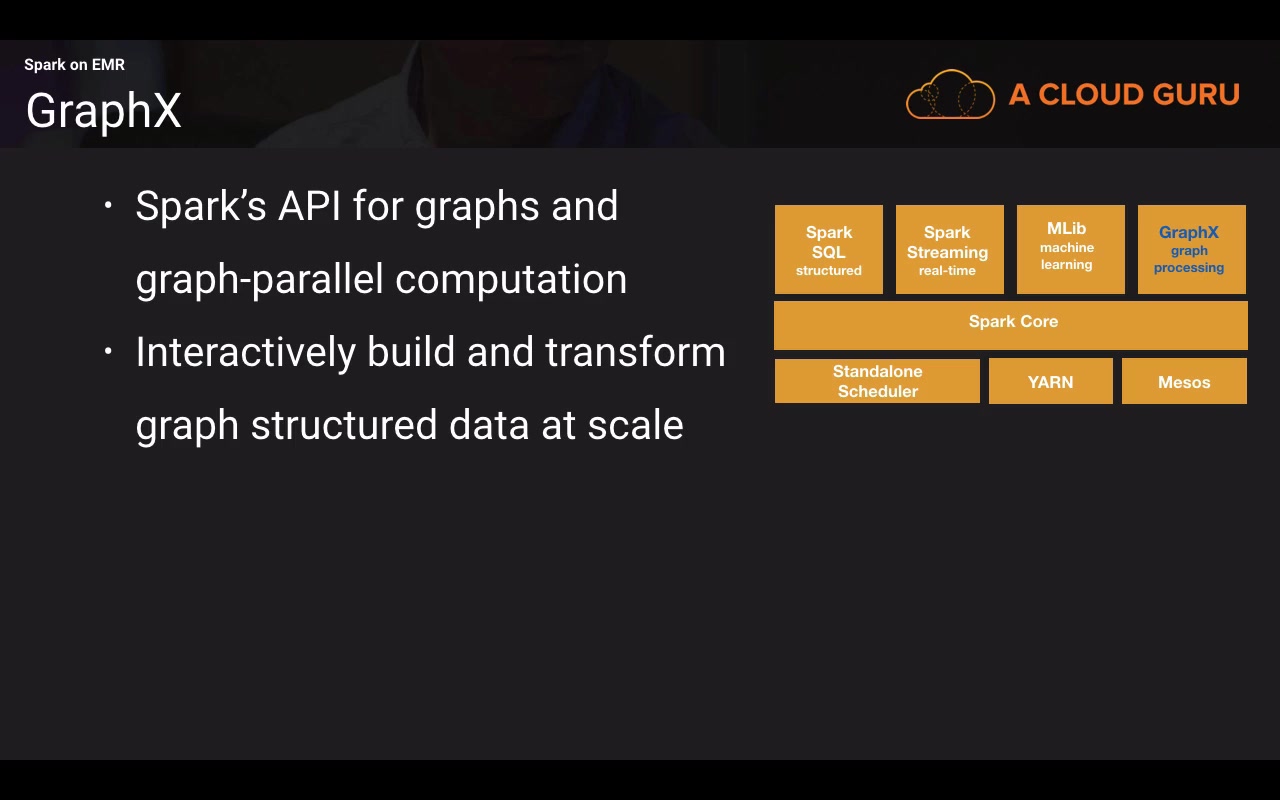 Spark on EMR
GraphX
A CLOUD GURU
• Spark’s API for graphs and
graph-parallel computation
• Interactively build and transform
graph structured data at scale
Spark
SQL
structured
Spark
Streaming
real-time
MLib
machine
learning
GraphX
graph
processing
Spark Core
Standalone
Scheduler
YARN
Mesos